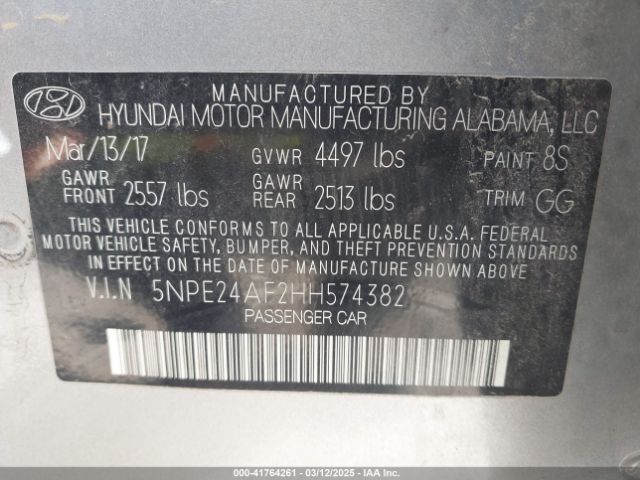 MANUFACTURED BY
HYUNDAI MOTOR MANUFACTURING ALABAMA, LLC
Mar/13/17 GVWR 4497 lbs PAINT 8S
GAWR FRONT 2557 lbs GAWR REAR 2513 lbs TRIM GG
THIS VEHICLE CONFORMS TO ALL APPLICABLE U.S.A. FEDERAL
MOTOR VEHICLE SAFETY, BUMPER, AND THEFT PREVENTION STANDARDS
IN EFFECT ON THE DATE OF MANUFACTURE SHOWN ABOVE.
V.I.N 5NPE24AF2HH574382
PASSENGER CAR
000-41764261 - 03/12/2025 - IAA Inc.